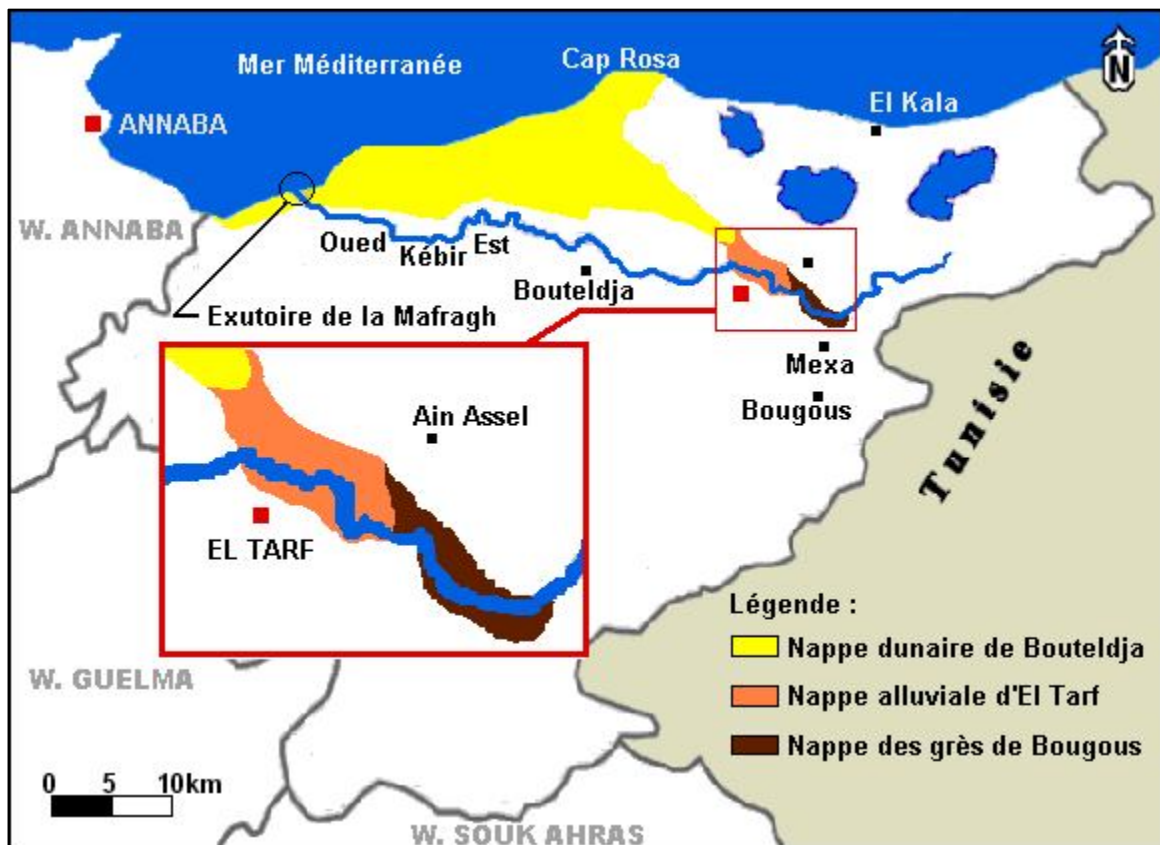 Mer Méditerranée
Cap Rosa
N
ANNABA
El Kala
W. ANNABA
Oued
Kébir
Est
Bouteldja
Exutoire de la Mafragh
Mexa
Bougous
Tunisie
Ain Assel
EL TARF
Légende :
Nappe dunaire de Bouteldja
Nappe alluviale d'El Tarf
Nappe des grès de Bougous
W. GUELMA
0 5 10km
W. SOUK AHRAS